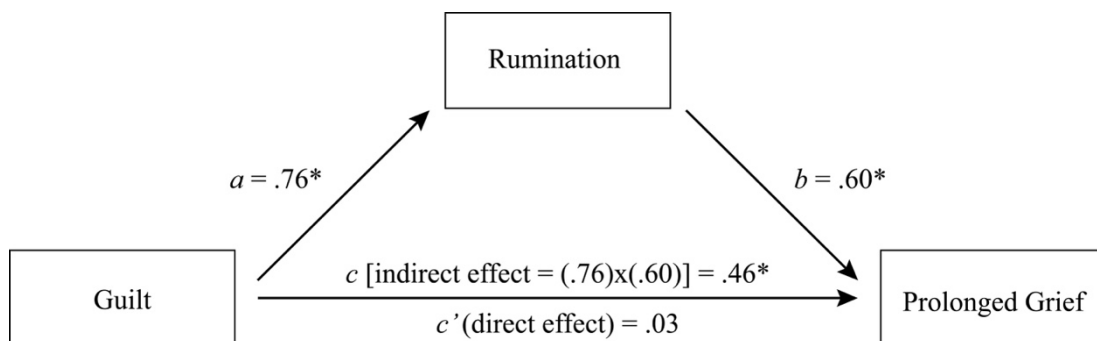 Rumination
a = .76*
b = .60*
c [indirect effect = (.76)x(.60)] = .46*
Guilt
Prolonged Grief
c’(direct effect) = .03